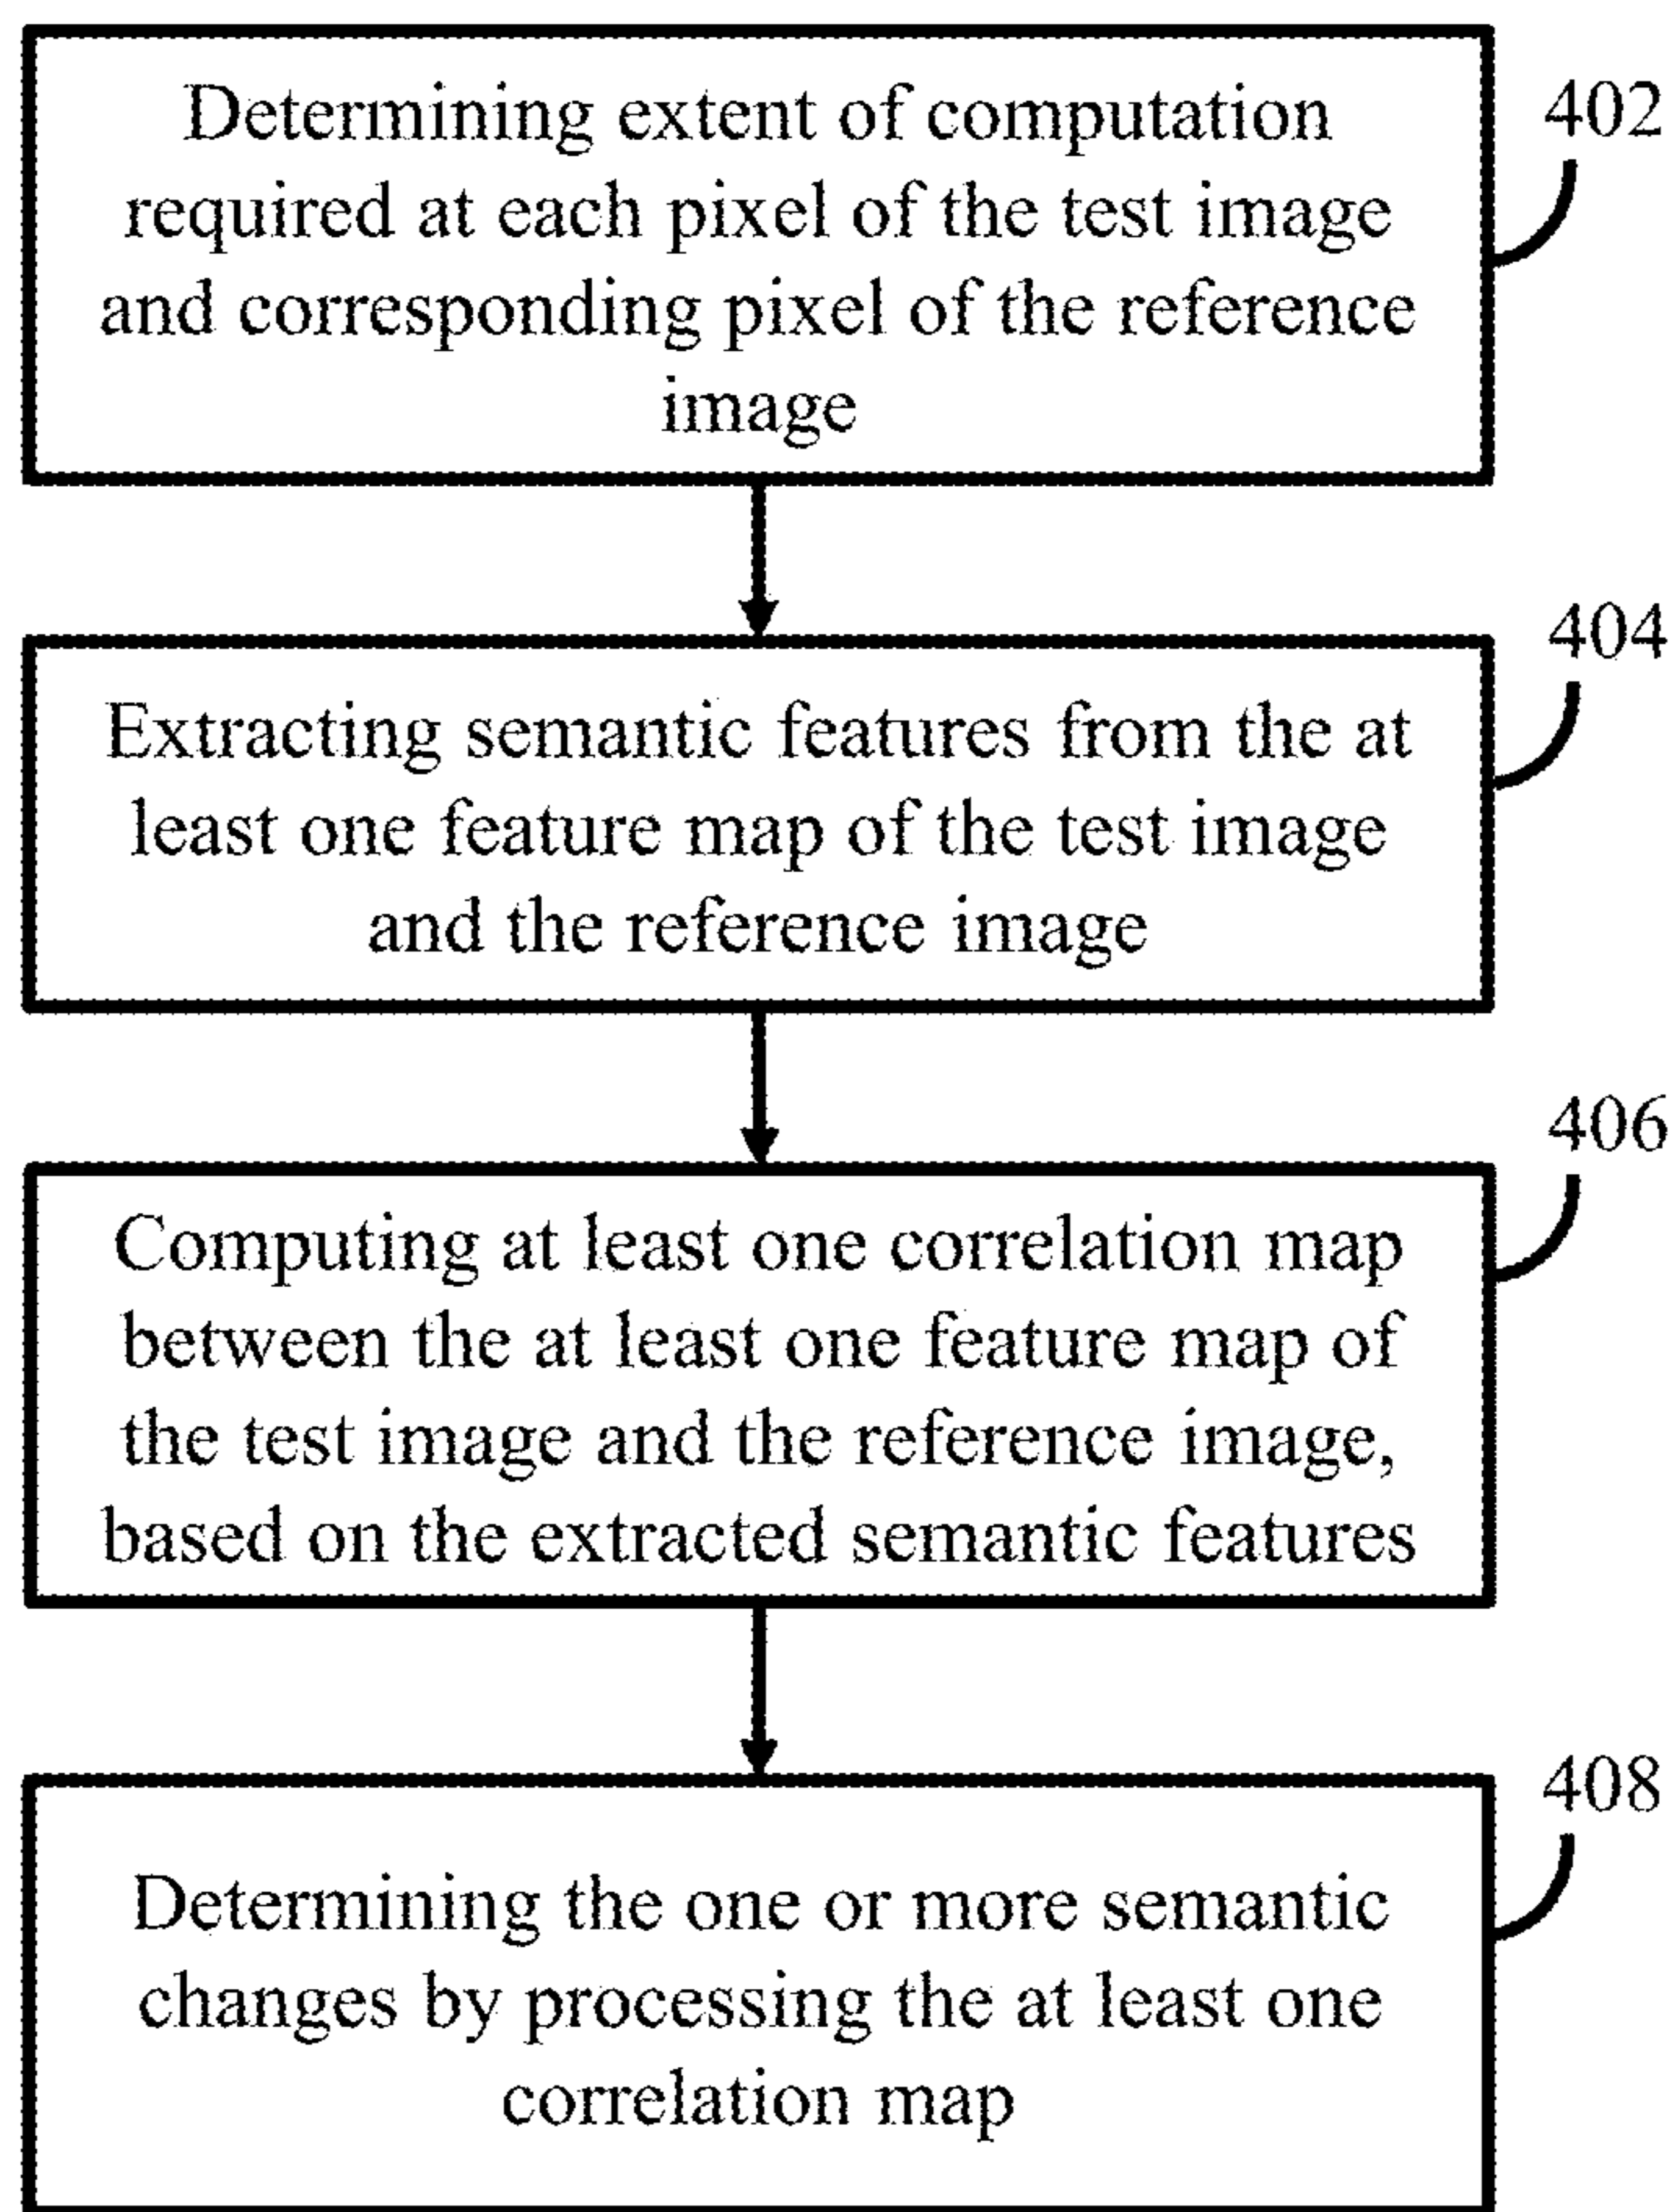 Determining extent of computation
required at each pixel of the test image
and corresponding pixel of the reference
image
402
Extracting semantic features from the at
least one feature map of the test image
and the reference image
404
Computing at least one correlation map
between the at least one feature map of
the test image and the reference image,
based on the extracted semantic features
406
Determining the one or more semantic
changes by processing the at least one
correlation map
408